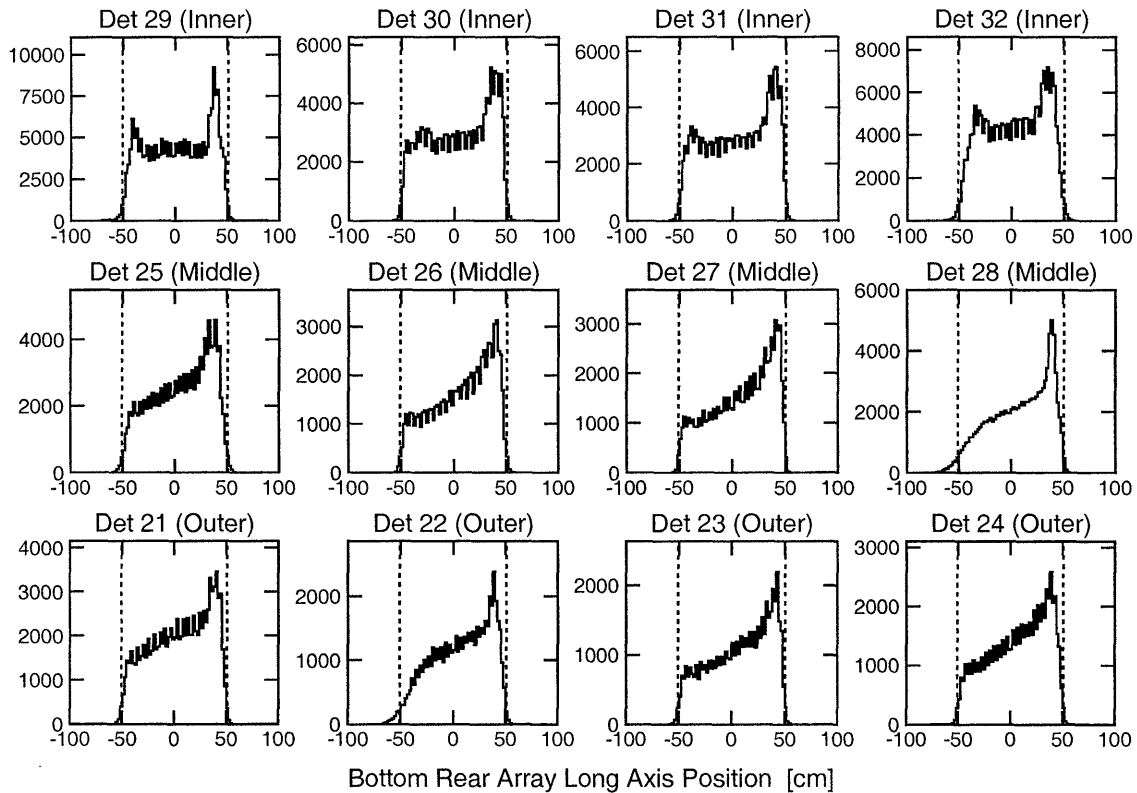 Det 29 (Inner) Det 30 (Inner) Det 31 (Inner) Det 32 (Inner)
10000 6000 6000 8000
7500 4000 4000 6000
5000 4000
2500 2000 2000 2000
0 0 0 0
-100 -50 0 50 100 -100 -50 0 50 100 -100 -50 0 50 100 -100 -50 0 50 100
Det 25 (Middle) Det 26 (Middle) Det 27 (Middle) Det 28 (Middle)
4000 3000 3000 6000
2000 2000 2000 4000
1000 1000 2000
0 0 0 0
-100 -50 0 50 100 -100 -50 0 50 100 -100 -50 0 50 100 -100 -50 0 50 100
Det 21 (Outer) Det 22 (Outer) Det 23 (Outer) Det 24 (Outer)
4000 2000 2000 3000
3000 1000 1000 2000
2000 1000
1000
0 0 0 0
-100 -50 0 50 100 -100 -50 0 50 100 -100 -50 0 50 100 -100 -50 0 50 100
Bottom Rear Array Long Axis Position [cm]